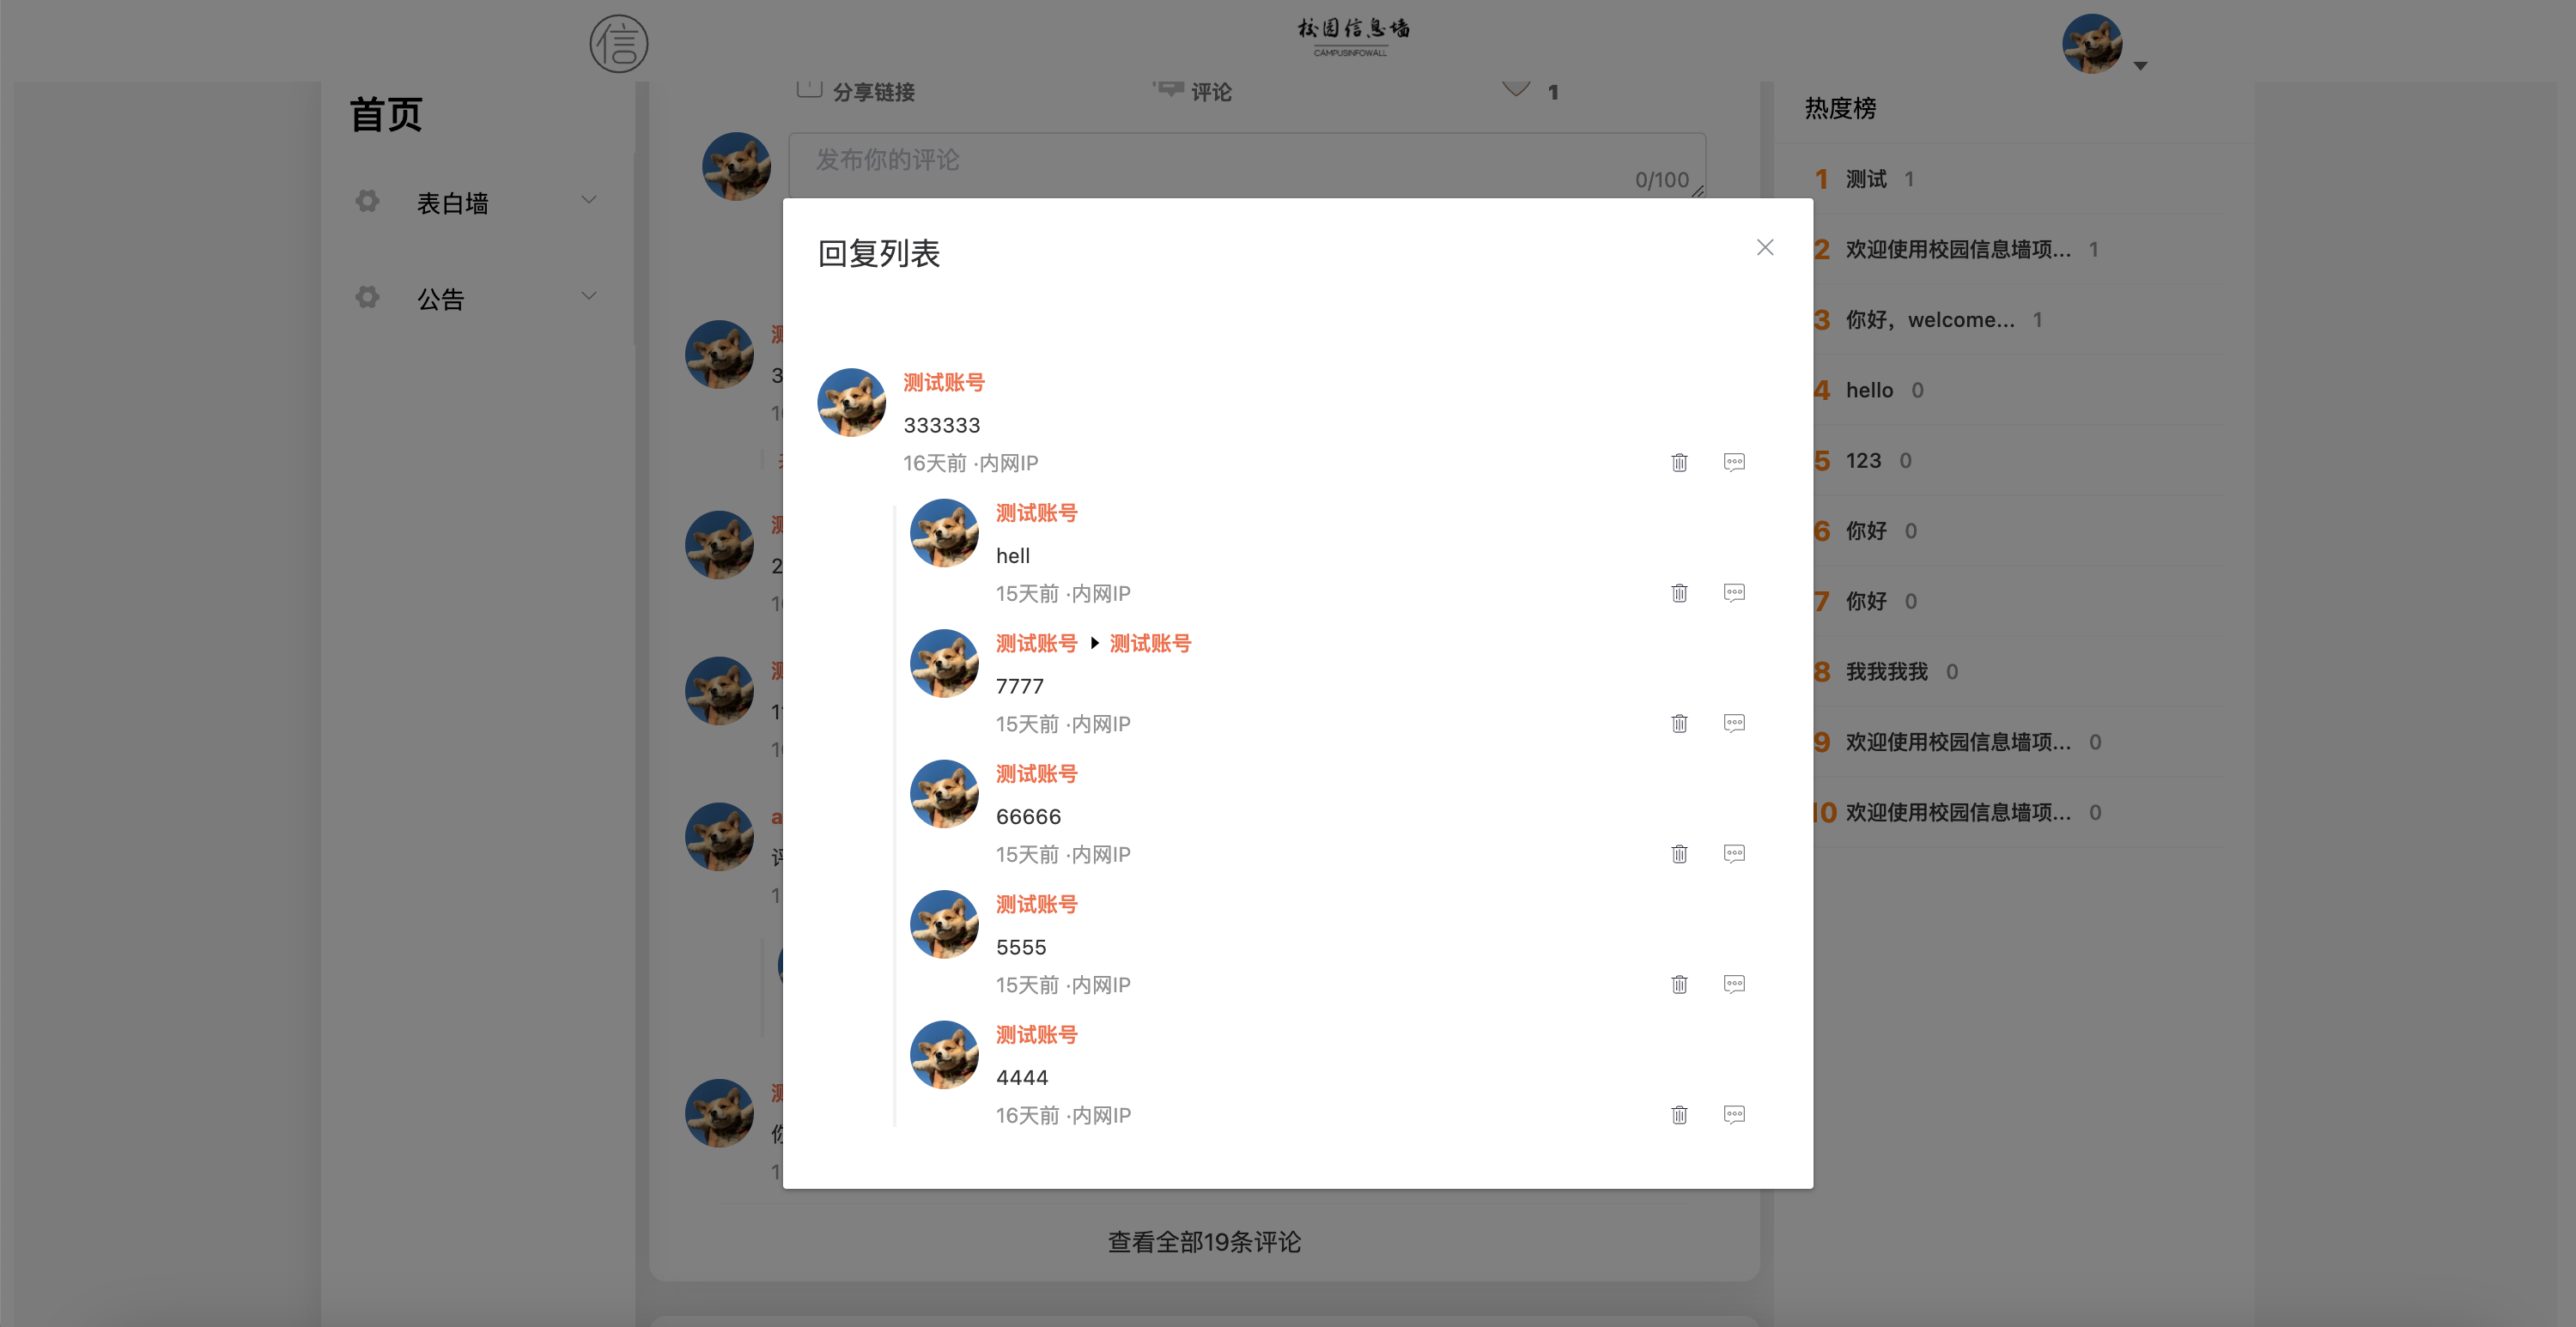 信
校园信息墙
CAMPUSINFOWALL
首页
表白墙
公告
分享链接
评论
1
发布你的评论
0/100
回复列表
测试账号
333333
16天前 ·内网IP
测试账号
hell
15天前 ·内网IP
测试账号 测试账号
7777
15天前 ·内网IP
测试账号
66666
15天前 ·内网IP
测试账号
5555
15天前 ·内网IP
测试账号
4444
16天前 ·内网IP
查看全部19条评论
热度榜
1 测试 1
2 欢迎使用校园信息墙项... 1
3 你好，welcome... 1
4 hello 0
5 123 0
6 你好 0
7 你好 0
8 我我我我 0
9 欢迎使用校园信息墙项... 0
10 欢迎使用校园信息墙项... 0